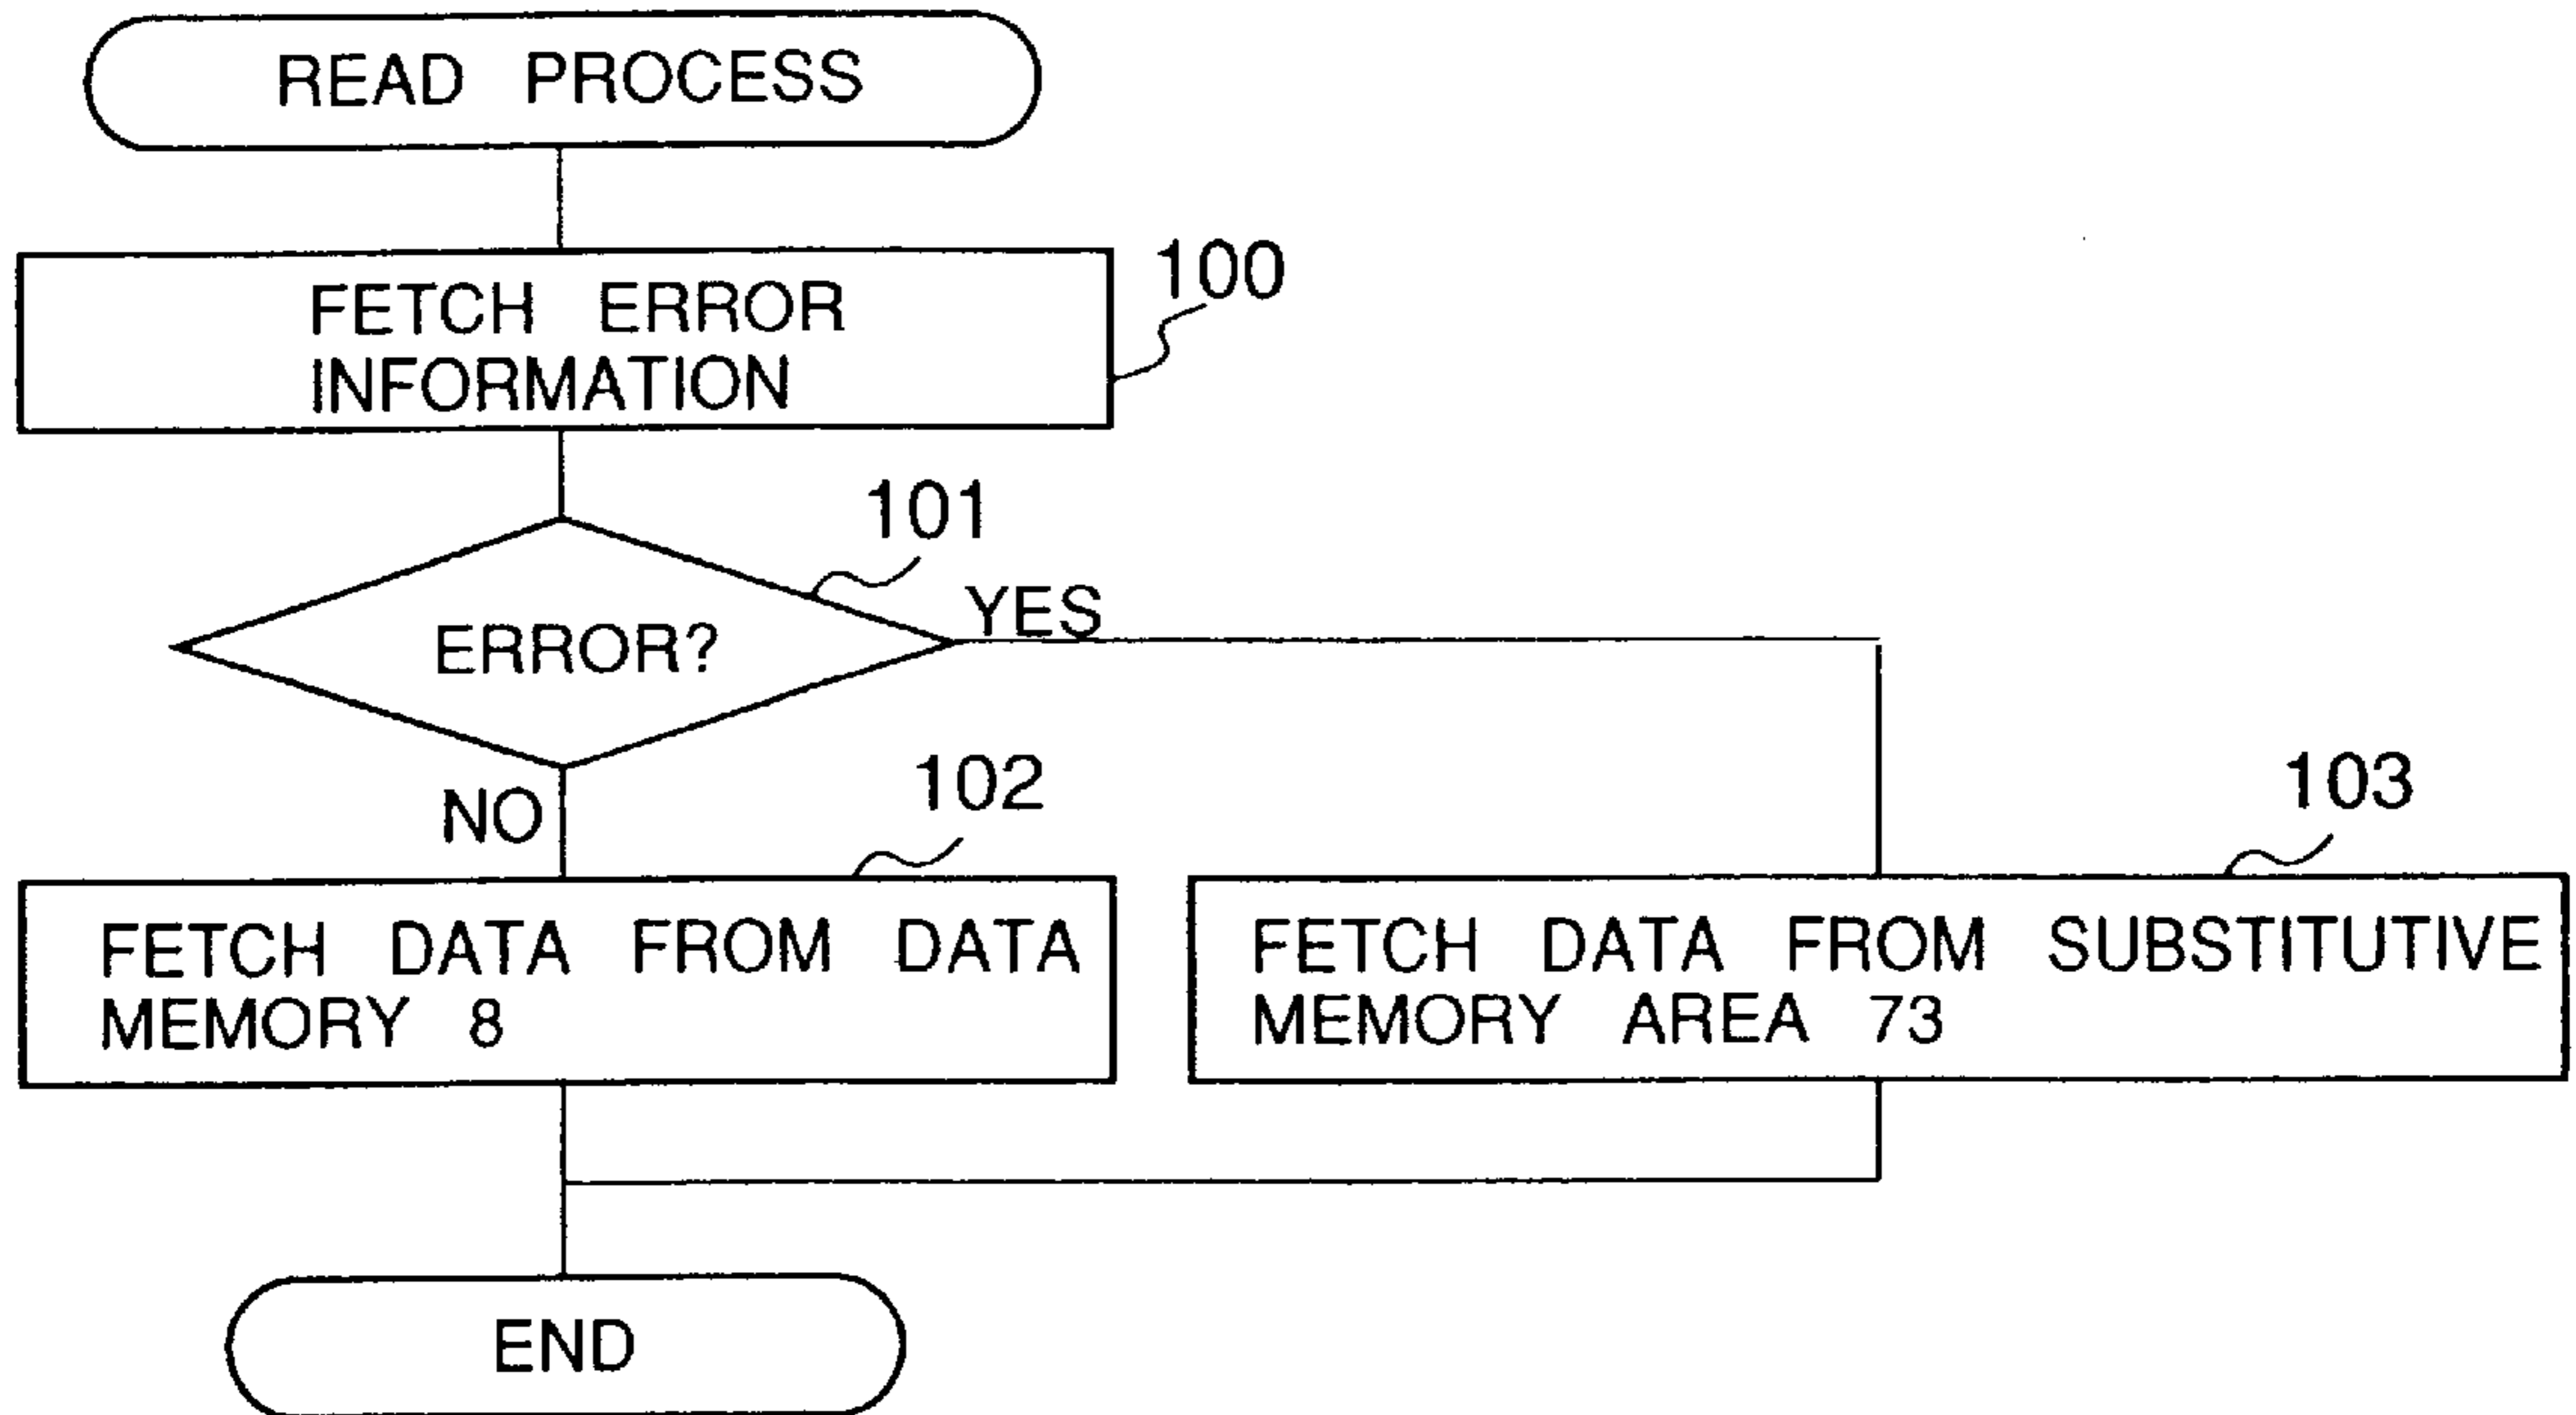 READ PROCESS
FETCH ERROR
INFORMATION
100
101
ERROR?
YES
NO
102
FETCH DATA FROM DATA
MEMORY 8
103
FETCH DATA FROM SUBSTITUTIVE
MEMORY AREA 73
END